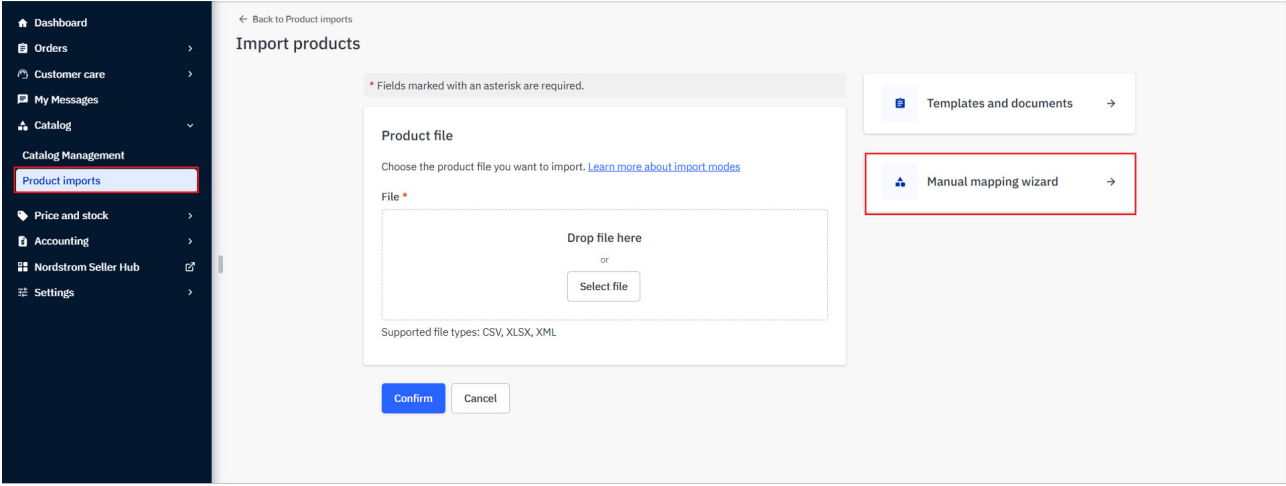 Dashboard
Orders
Customer care
My Messages
Catalog
Catalog Management
Product imports
Price and stock
Accounting
Nordstrom Seller Hub
Settings
← Back to Product imports
Import products
* Fields marked with an asterisk are required.
Product file
Choose the product file you want to import. Learn more about import modes
File *
Drop file here
or
Select file
Supported file types: CSV, XLSX, XML
Confirm
Cancel
Templates and documents →
Manual mapping wizard →